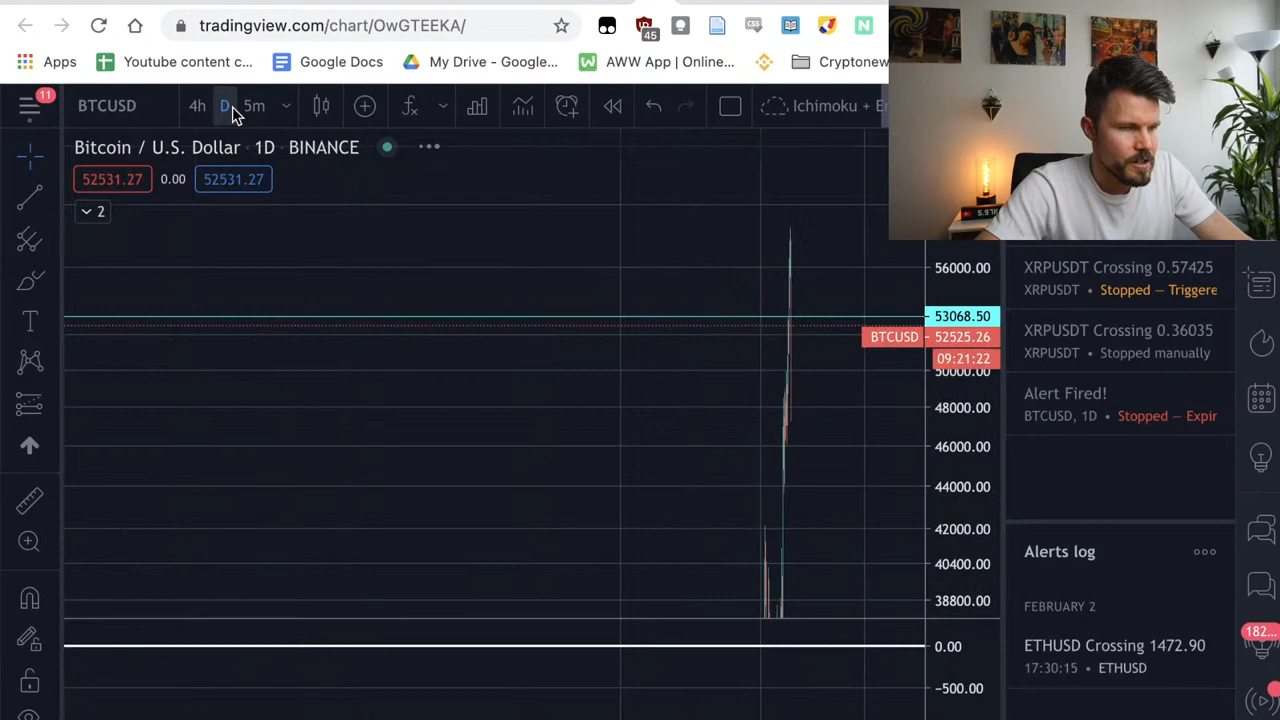 tradingview.com/chart/OwGTEEKA/
45
CSS
N
Apps
Youtube content c...
Google Docs
My Drive - Google...
AWW App | Online...
Cryptonew
11
BTCUSD
4h
D
5m
Ichimoku + E
Bitcoin / U.S. Dollar · 1D · BINANCE
52531.27
0.00
52531.27
2
56000.00
53068.50
BTCUSD
52525.26
09:21:22
50000.00
48000.00
46000.00
44000.00
42000.00
40400.00
38800.00
0.00
−500.00
XRPUSDT Crossing 0.57425
XRPUSDT • Stopped — Triggere
XRPUSDT Crossing 0.36035
XRPUSDT • Stopped manually
Alert Fired!
BTCUSD, 1D • Stopped — Expir
Alerts log
FEBRUARY 2
ETHUSD Crossing 1472.90
17:30:15 • ETHUSD
182...